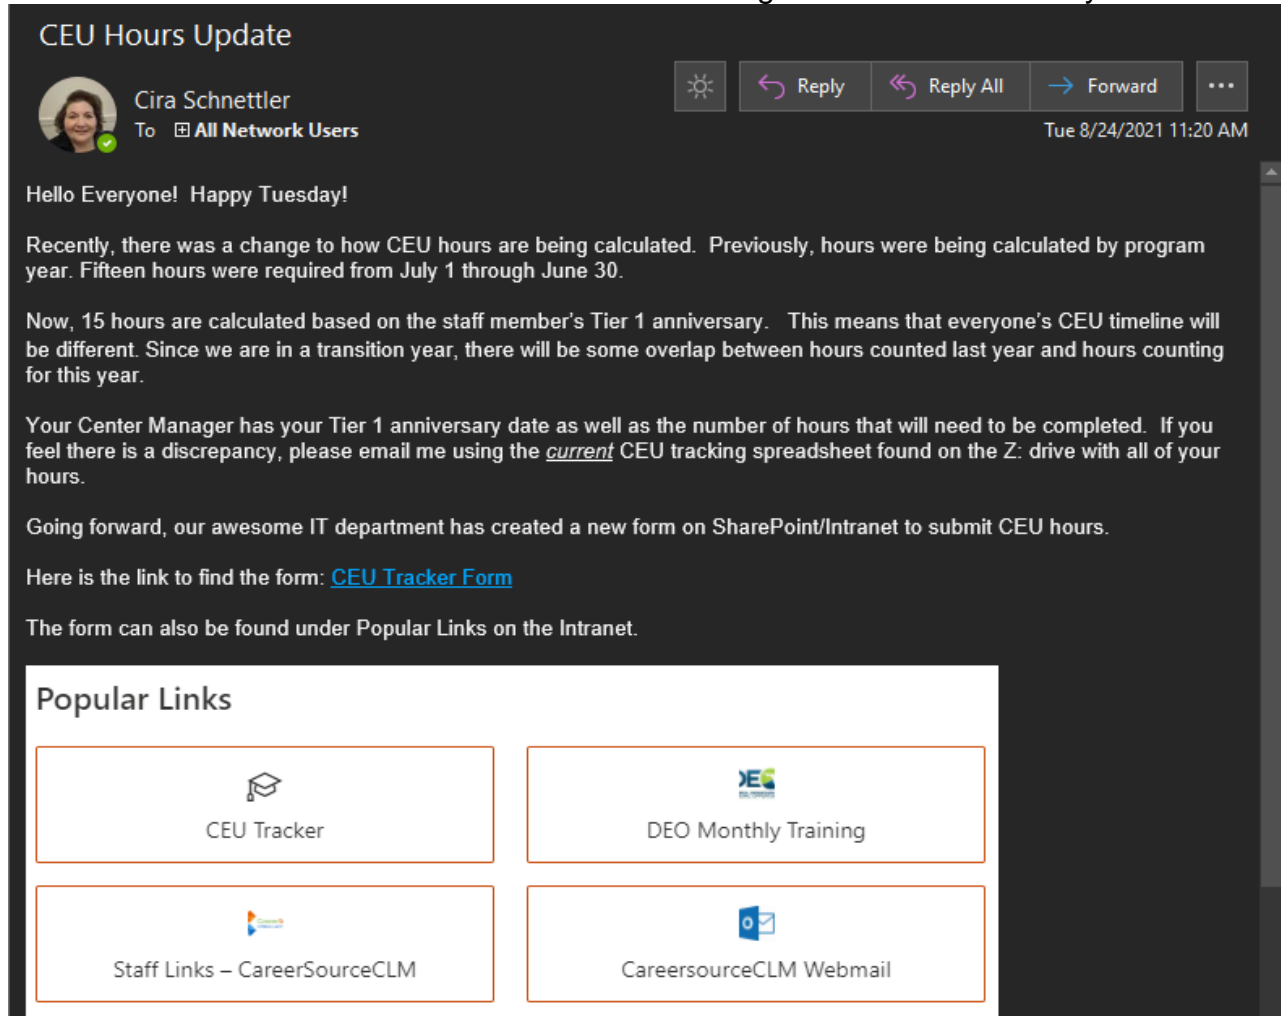 CEU Hours Update
Cira Schnettler
To All Network Users
Reply
Reply All
Forward
Tue 8/24/2021 11:20 AM
Hello Everyone!  Happy Tuesday!
Recently, there was a change to how CEU hours are being calculated.  Previously, hours were being calculated by program
year. Fifteen hours were required from July 1 through June 30.
Now, 15 hours are calculated based on the staff member’s Tier 1 anniversary.   This means that everyone’s CEU timeline will
be different. Since we are in a transition year, there will be some overlap between hours counted last year and hours counting
for this year.
Your Center Manager has your Tier 1 anniversary date as well as the number of hours that will need to be completed.  If you
feel there is a discrepancy, please email me using the current CEU tracking spreadsheet found on the Z: drive with all of your
hours.
Going forward, our awesome IT department has created a new form on SharePoint/Intranet to submit CEU hours.
Here is the link to find the form: CEU Tracker Form
The form can also be found under Popular Links on the Intranet.
Popular Links
CEU Tracker
DEO Monthly Training
Staff Links – CareerSourceCLM
CareersourceCLM Webmail